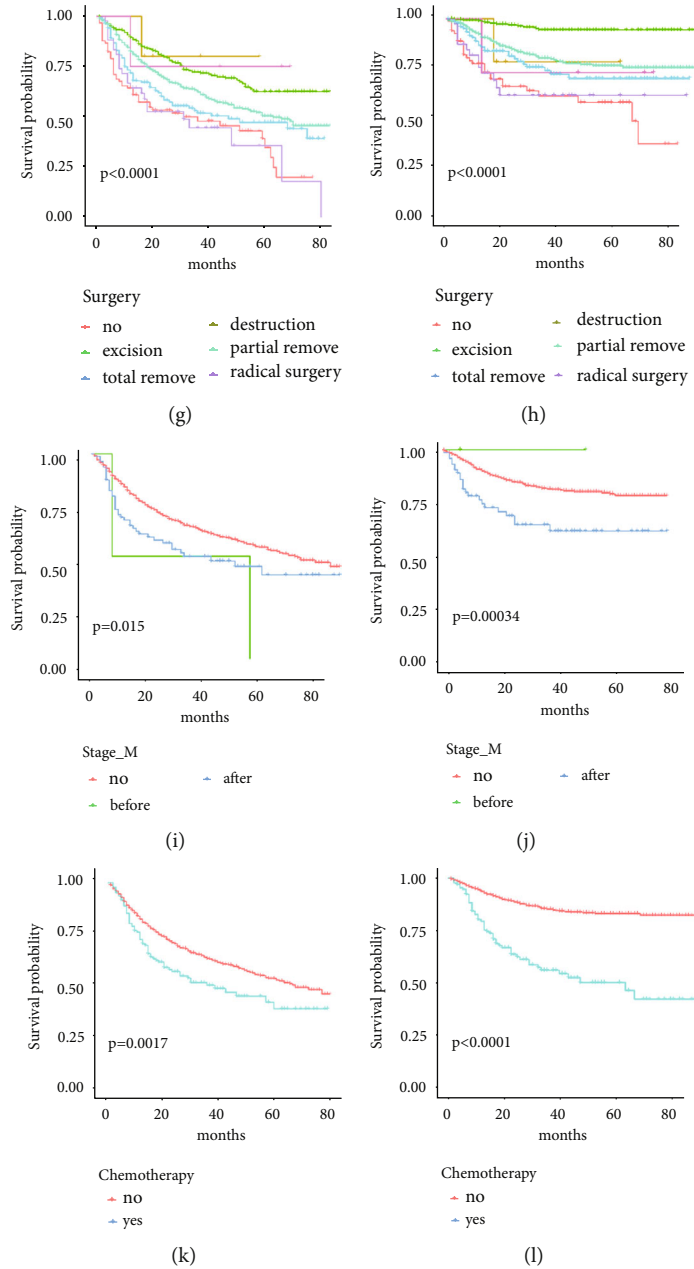 1.00
0.75
0.50
0.25
0.00
Survival probability
p<0.0001
0 20 40 60 80
months
Surgery
no destruction
excision partial remove
total remove radical surgery
(g)
1.00
0.75
0.50
0.25
0.00
Survival probability
p<0.0001
0 20 40 60 80
months
Surgery
no destruction
excision partial remove
total remove radical surgery
(h)
1.00
0.75
0.50
0.25
0.00
Survival probability
p=0.015
0 20 40 60 80
months
Stage_M
no after
before
(i)
1.00
0.75
0.50
0.25
0.00
Survival probability
p=0.00034
0 20 40 60 80
months
Stage_M
no after
before
(j)
1.00
0.75
0.50
0.25
0.00
Survival probability
p=0.0017
0 20 40 60 80
months
Chemotherapy
no
yes
(k)
1.00
0.75
0.50
0.25
0.00
Survival probability
p<0.0001
0 20 40 60 80
months
Chemotherapy
no
yes
(l)